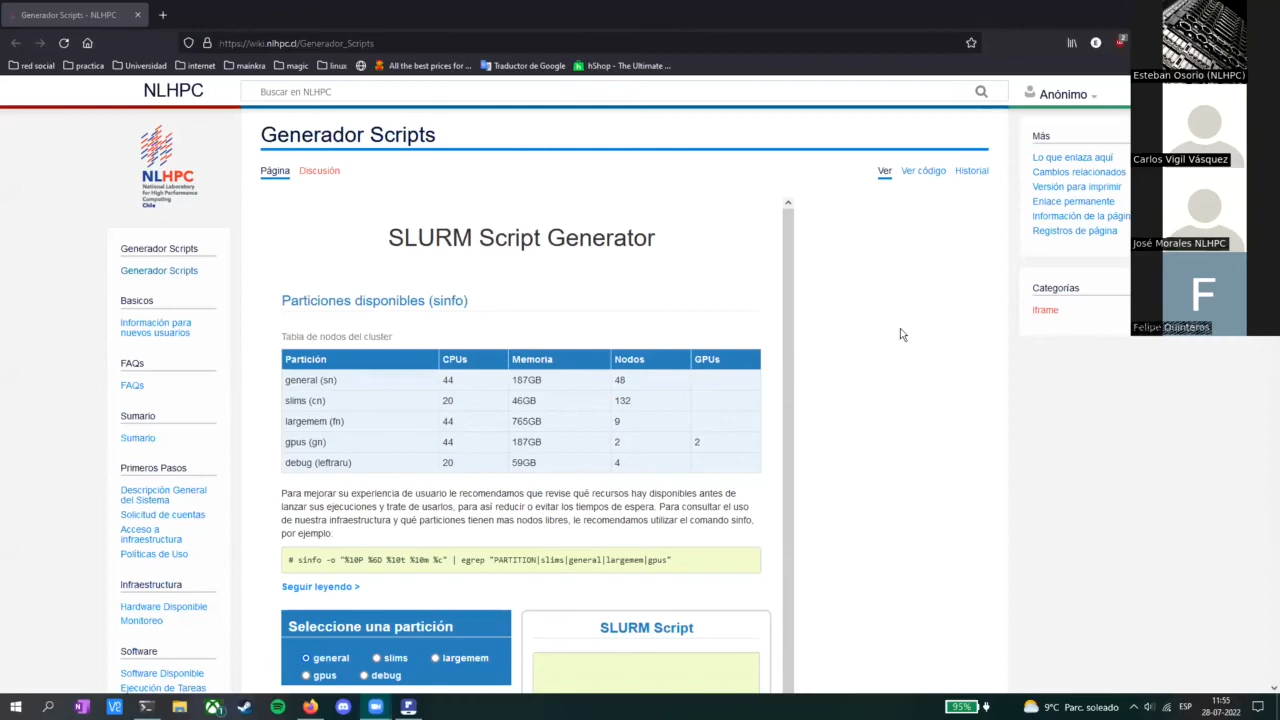 Generador Scripts - NLHPC
https://wiki.nlhpc.cl/Generador_Scripts
red social
practica
Universidad
internet
mainkra
magic
linux
All the best prices for ...
Traductor de Google
hShop - The Ultimate ...
NLHPC
Buscar en NLHPC
Anónimo
NLHPC
National Laboratory
for High Performance
Computing
Chile
Generador Scripts
Generador Scripts
Basicos
Información para
nuevos usuarios
FAQs
FAQs
Sumario
Sumario
Primeros Pasos
Descripción General
del Sistema
Solicitud de cuentas
Acceso a
infraestructura
Políticas de Uso
Infraestructura
Hardware Disponible
Monitoreo
Software
Software Disponible
Ejecución de Tareas
Generador Scripts
Página Discusión
Ver Ver código Historial
SLURM Script Generator
Particiones disponibles (sinfo)
Tabla de nodos del cluster
Partición CPUs Memoria Nodos GPUs
general (sn) 44 187GB 48
slims (cn) 20 46GB 132
largemem (fn) 44 765GB 9
gpus (gn) 44 187GB 2 2
debug (leftraru) 20 59GB 4
Para mejorar su experiencia de usuario le recomendamos que revise qué recursos hay disponibles antes de
lanzar sus ejecuciones y trate de usarlos, para así reducir o evitar los tiempos de espera. Para consultar el uso
de nuestra infraestructura y qué particiones tienen mas nodos libres, le recomendamos utilizar el comando sinfo,
por ejemplo:
# sinfo -o "%10P %6D %10t %10m %c" | egrep "PARTITION|slims|general|largemem|gpus"
Seguir leyendo >
Seleccione una partición
general slims largemem
gpus debug
SLURM Script
Más
Lo que enlaza aquí
Cambios relacionados
Versión para imprimir
Enlace permanente
Información de la págin
Registros de página
Categorías
Iframe
Esteban Osorio (NLHPC)
Carlos Vigil Vásquez
José Morales NLHPC
F
Felipe Quinteros
95%
9°C Parc. soleado
ESP
11:55
28-07-2022